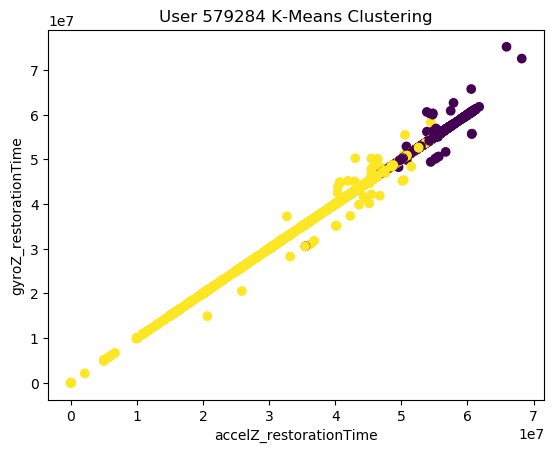 User 579284 K-Means Clustering
1e7
gyroZ_restorationTime
7
6
5
4
3
2
1
0
0 1 2 3 4 5 6 7
accelZ_restorationTime
1e7